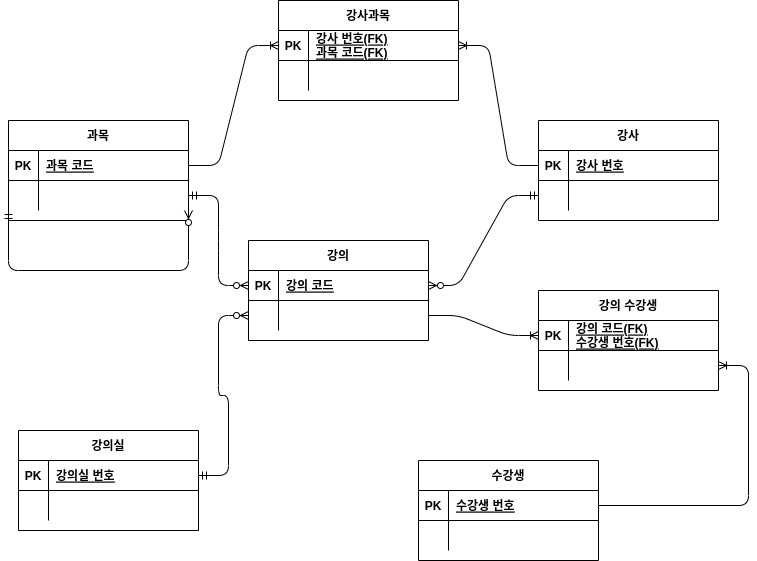 강사과목
PK
강사 번호(FK)
과목 코드(FK)
과목
PK
과목 코드
강사
PK
강사 번호
강의
PK
강의 코드
강의 수강생
PK
강의 코드(FK)
수강생 번호(FK)
강의실
PK
강의실 번호
수강생
PK
수강생 번호